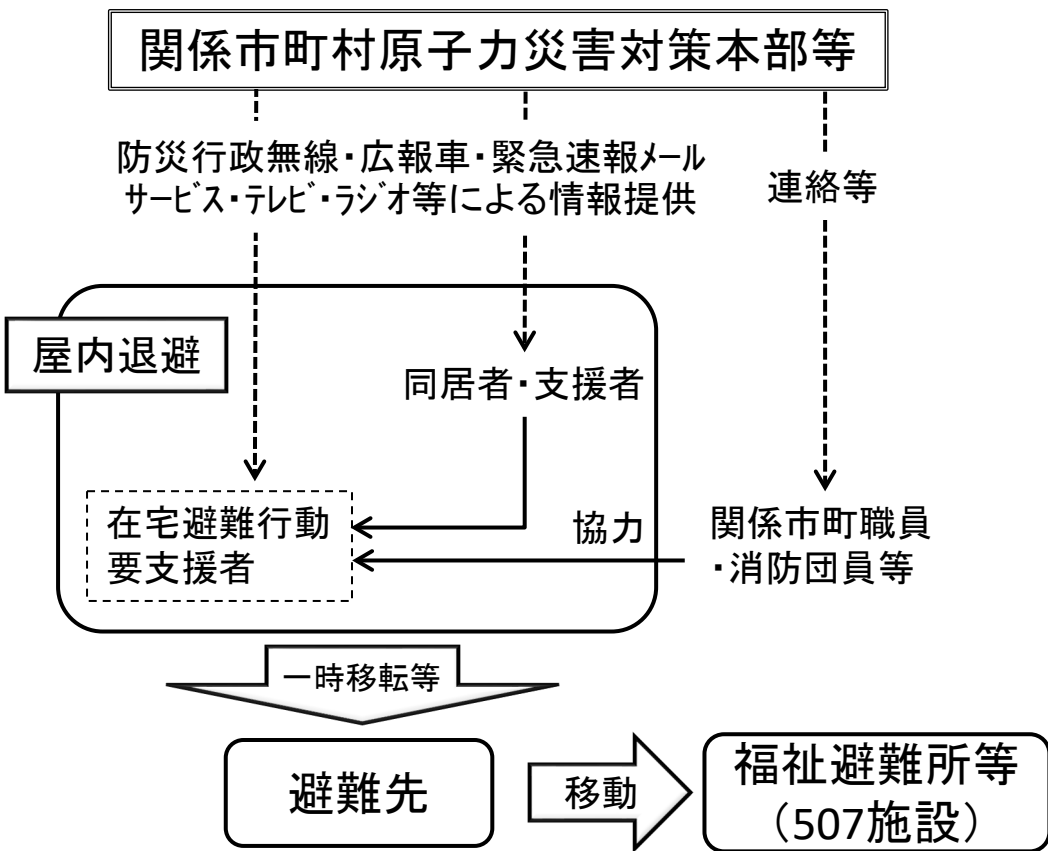 関係市町村原子力災害対策本部等
防災行政無線・広報車・緊急速報ﾒｰﾙ
ｻｰﾋﾞｽ・ﾃﾚﾋﾞ・ﾗｼﾞｵ等による情報提供
連絡等
屋内退避
同居者・支援者
在宅避難行動
要支援者
協力
関係市町職員
・消防団員等
一時移転等
避難先
移動
福祉避難所等
（507施設）